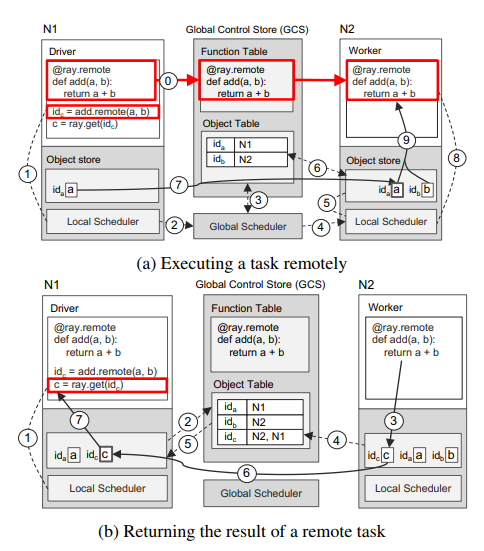 N1
Global Control Store (GCS)
N2
Driver
@ray.remote
def add(a, b):
return a + b
id_c = add.remote(a, b)
c = ray.get(id_c)
0
Function Table
@ray.remote
def add(a, b):
return a + b
Worker
@ray.remote
def add(a, b):
return a + b
Object Table
id_a N1
id_b N2
9
8
1
Object store
id_a a
7
6
Object store
id_a a id_b b
3
5
Local Scheduler
2
Global Scheduler
4
Local Scheduler
(a) Executing a task remotely
N1
Global Control Store (GCS)
N2
Driver
@ray.remote
def add(a, b):
return a + b
id_c = add.remote(a, b)
c = ray.get(id_c)
Function Table
@ray.remote
def add(a, b):
return a + b
Worker
@ray.remote
def add(a, b):
return a + b
Object Table
id_a N1
id_b N2
id_c N2, N1
7
2
3
1
5
4
id_a a id_c c
id_c c id_a a id_b b
6
Local Scheduler
Global Scheduler
Local Scheduler
(b) Returning the result of a remote task